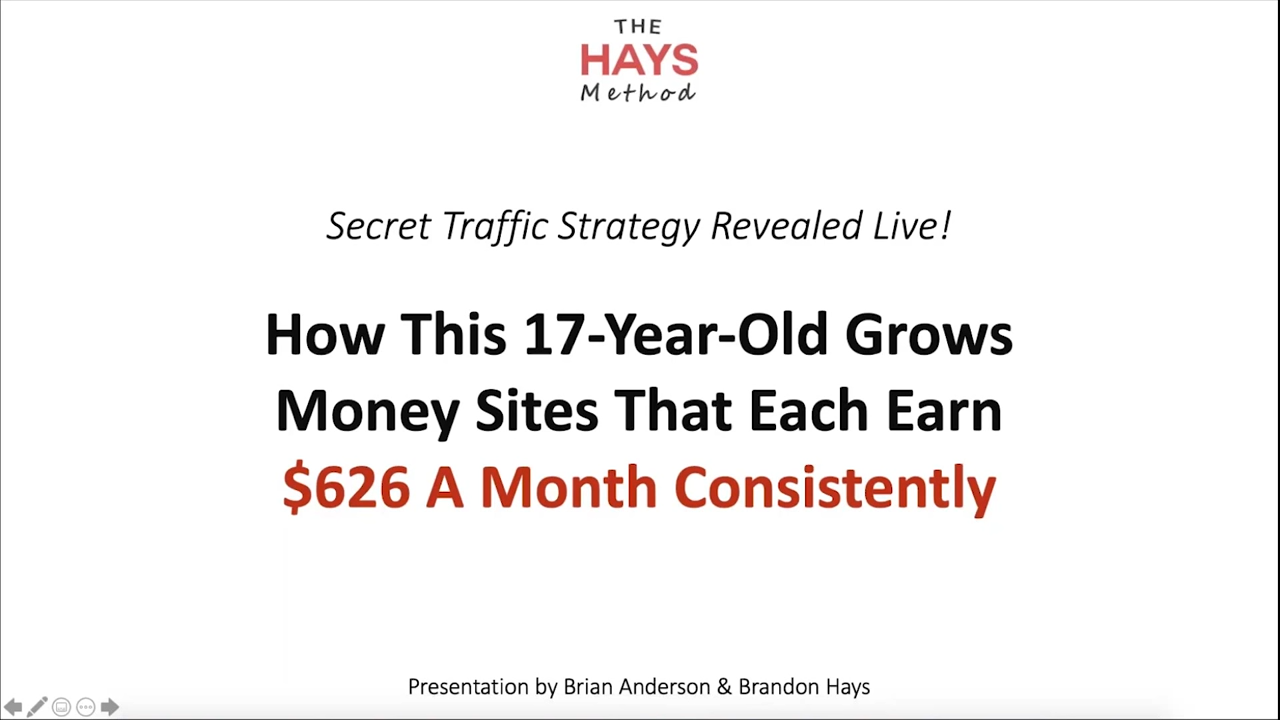 THE
HAYS
Method
Secret Traffic Strategy Revealed Live!
How This 17-Year-Old Grows
Money Sites That Each Earn
$626 A Month Consistently
Presentation by Brian Anderson & Brandon Hays